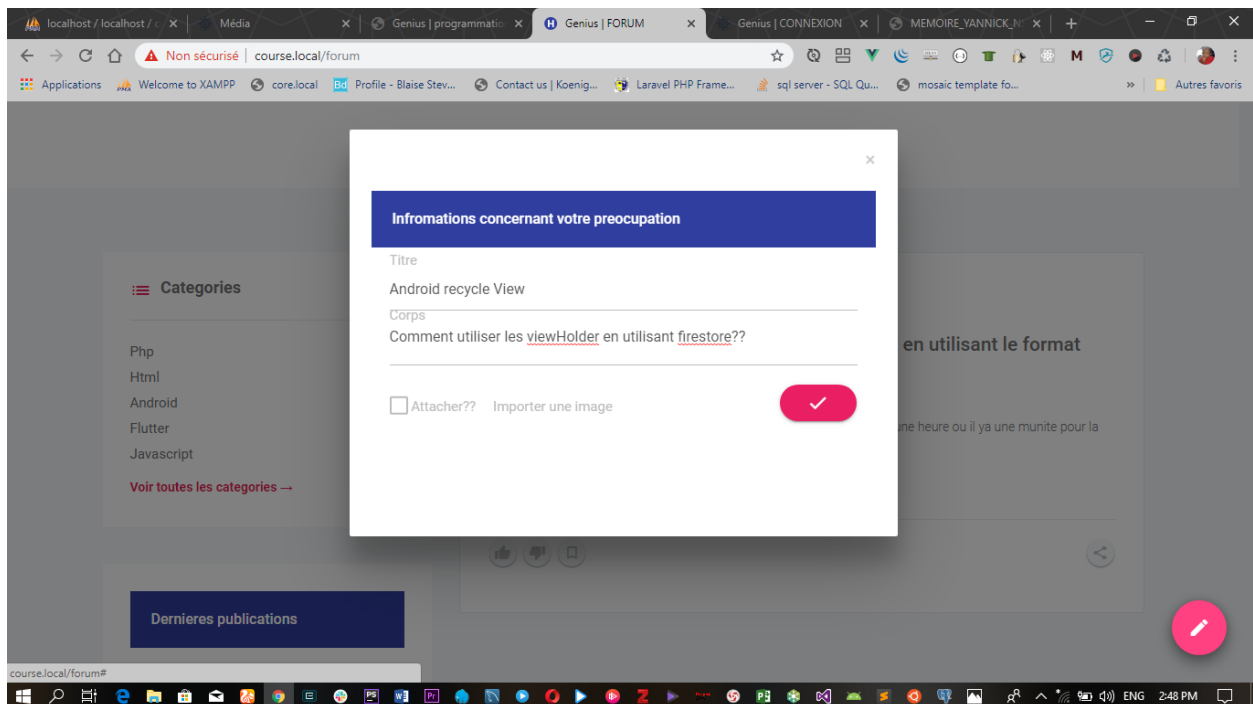 localhost / localhost / c
Média
Genius | programmatio
Genius | FORUM
Genius | CONNEXION
MEMOIRE_YANNICK_N
Non sécurisé
course.local/forum
Applications
Welcome to XAMPP
core.local
Profile - Blaise Stev...
Contact us | Koenig...
Laravel PHP Frame...
sql server - SQL Qu...
mosaic template fo...
»
Autres favoris
Infromations concernant votre preocupation
Titre
Android recycle View
Corps
Comment utiliser les viewHolder en utilisant firestore??
Attacher?? Importer une image
Categories
Php
Html
Android
Flutter
Javascript
Voir toutes les categories →
en utilisant le format
une heure ou il ya une munite pour la
Dernieres publications
course.local/forum#
ENG
2:48 PM